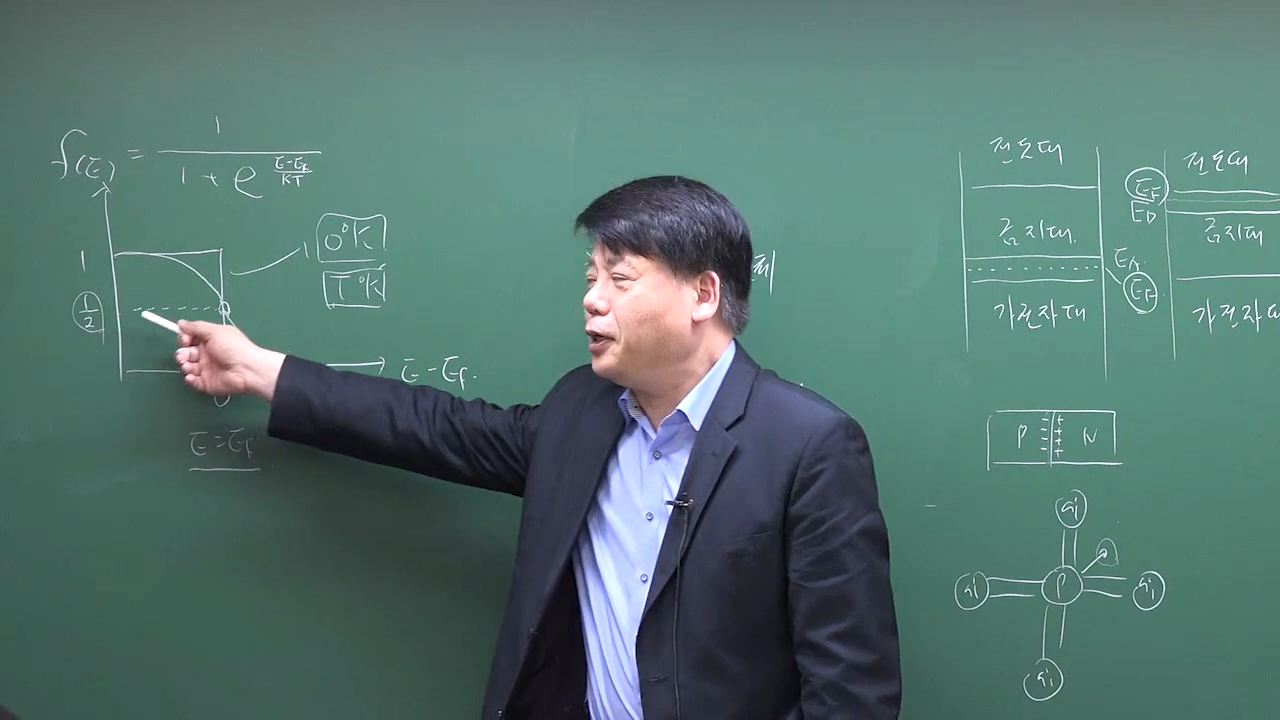 f(E) = 1 / 1 + e^(E-Ef / KT)
1
1/2
0°K
T°K
E - Ef.
0
E = Ef
전도대
금지대
가전자대
EA
EF
전도대
EF
ED
금지대
가전자대
P - - - - + + + + N
Si
Si P Si
Si